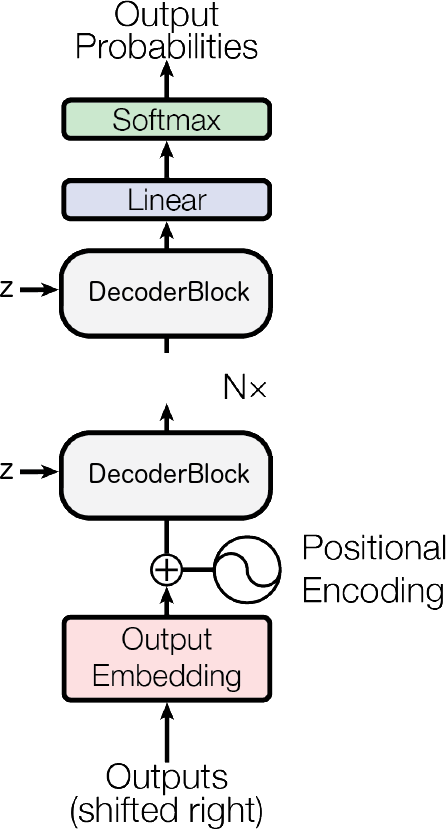 Output
Probabilities
Softmax
Linear
z
DecoderBlock
N×
z
DecoderBlock
Positional
Encoding
Output
Embedding
Outputs
(shifted right)